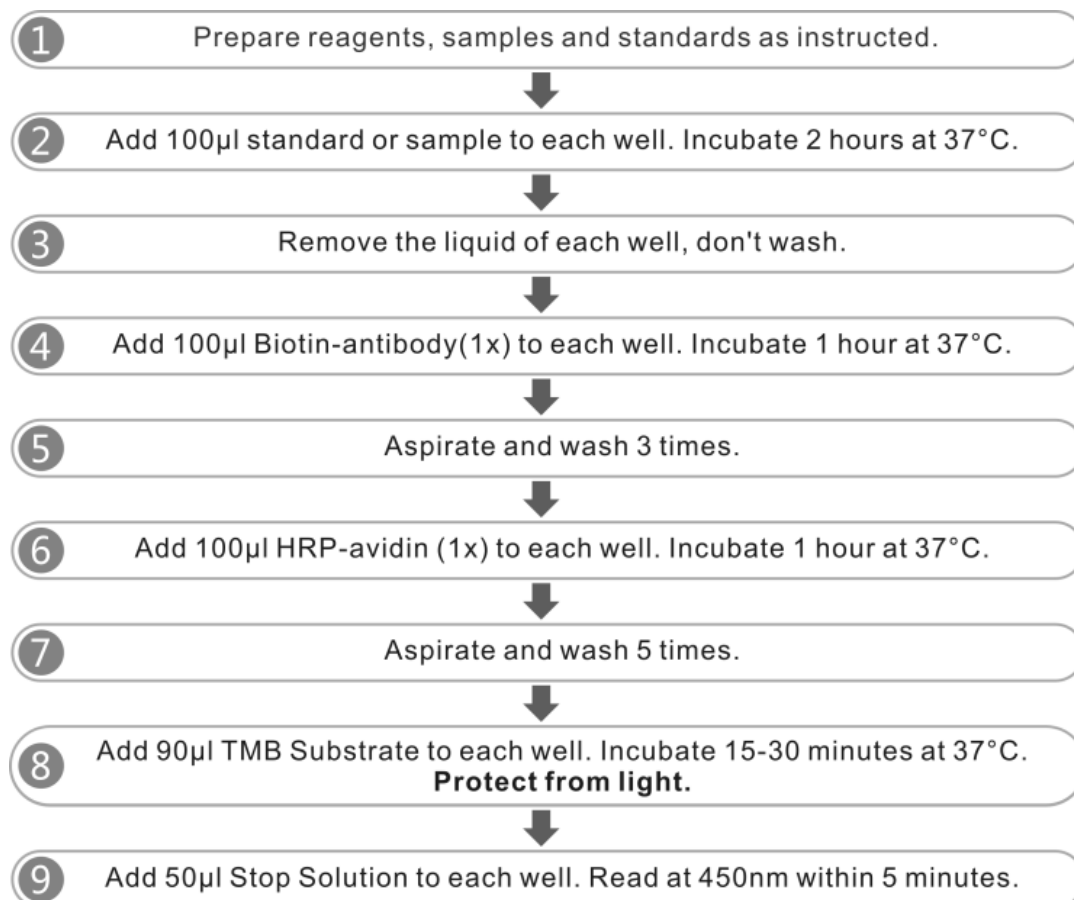 1 Prepare reagents, samples and standards as instructed.
2 Add 100µl standard or sample to each well. Incubate 2 hours at 37°C.
3 Remove the liquid of each well, don't wash.
4 Add 100µl Biotin-antibody(1x) to each well. Incubate 1 hour at 37°C.
5 Aspirate and wash 3 times.
6 Add 100µl HRP-avidin (1x) to each well. Incubate 1 hour at 37°C.
7 Aspirate and wash 5 times.
8 Add 90µl TMB Substrate to each well. Incubate 15-30 minutes at 37°C.
Protect from light.
9 Add 50µl Stop Solution to each well. Read at 450nm within 5 minutes.